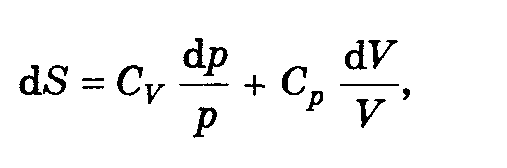 dS = C_V dp/p + C_p dV/V,